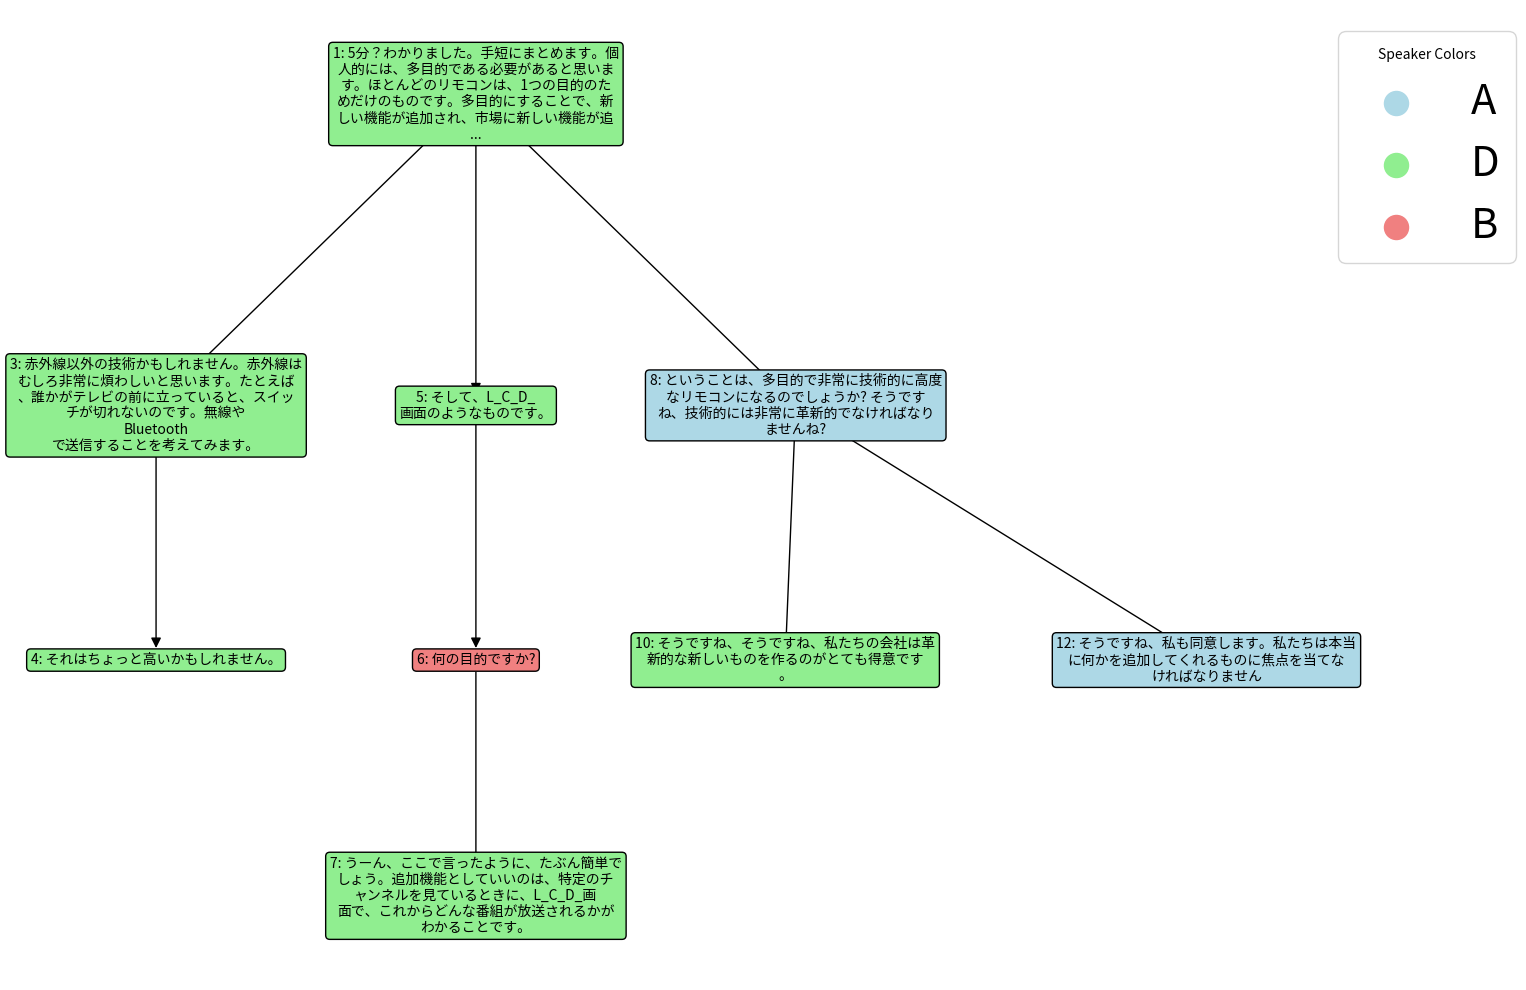 1: 5分？わかりました。手短にまとめます。個
人的には、多目的である必要があると思いま
す。ほとんどのリモコンは、1つの目的のた
めだけのものです。多目的にすることで、新
しい機能が追加され、市場に新しい機能が追
...
Speaker Colors
A
D
B
3: 赤外線以外の技術かもしれません。赤外線は
むしろ非常に煩わしいと思います。たとえば
、誰かがテレビの前に立っていると、スイッ
チが切れないのです。無線や
Bluetooth
で送信することを考えてみます。
5: そして、L_C_D_
画面のようなものです。
8: ということは、多目的で非常に技術的に高度
なリモコンになるのでしょうか? そうです
ね、技術的には非常に革新的でなければなり
ませんね?
4: それはちょっと高いかもしれません。
6: 何の目的ですか?
10: そうですね、そうですね、私たちの会社は革
新的な新しいものを作るのがとても得意です
。
12: そうですね、私も同意します。私たちは本当
に何かを追加してくれるものに焦点を当てな
ければなりません
7: うーん、ここで言ったように、たぶん簡単で
しょう。追加機能としていいのは、特定のチ
ャンネルを見ているときに、L_C_D_画
面で、これからどんな番組が放送されるかが
わかることです。